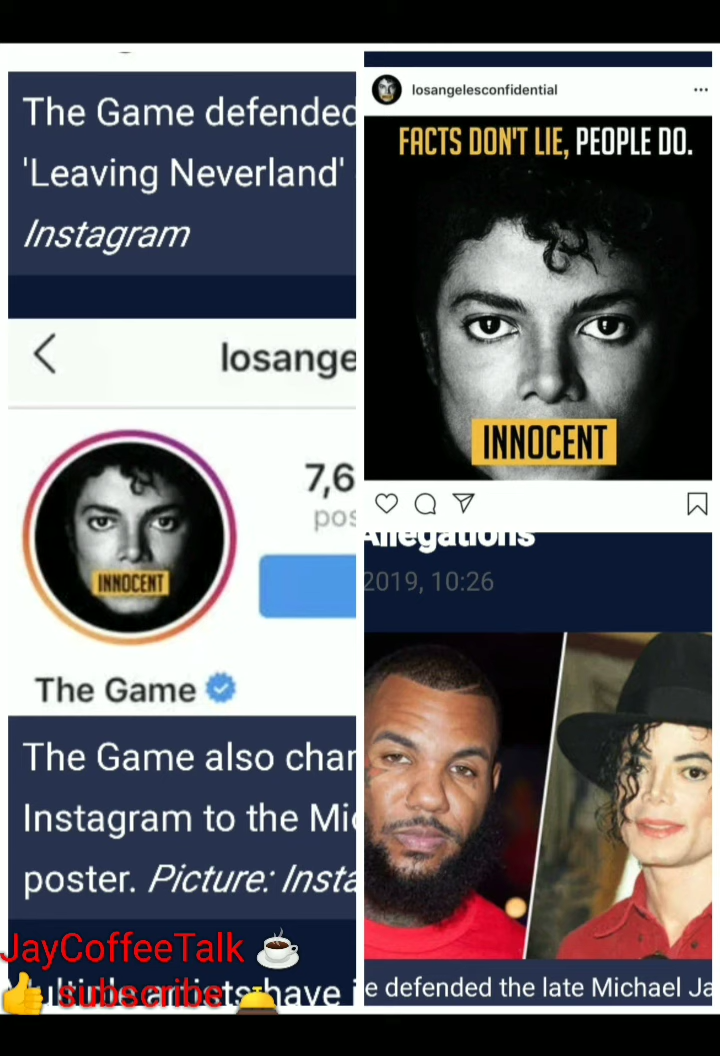 The Game defended
'Leaving Neverland'
Instagram
losange
7,6
pos
INNOCENT
The Game
The Game also char
Instagram to the Mi
poster. Picture: Insta
JayCoffeeTalk
subscribe
have i
losangelesconfidential
FACTS DON'T LIE, PEOPLE DO.
INNOCENT
Allegations
2019, 10:26
e defended the late Michael Ja